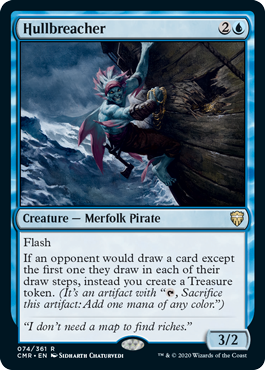 Hullbreacher 2
Creature — Merfolk Pirate
Flash
If an opponent would draw a card except
the first one they draw in each of their
draw steps, instead you create a Treasure
token. (It's an artifact with “, Sacrifice
this artifact: Add one mana of any color.”)
“I don't need a map to find riches.”
3/2
074/361 R
CMR • EN Sidharth Chaturvedi
™ & © 2020 Wizards of the Coast